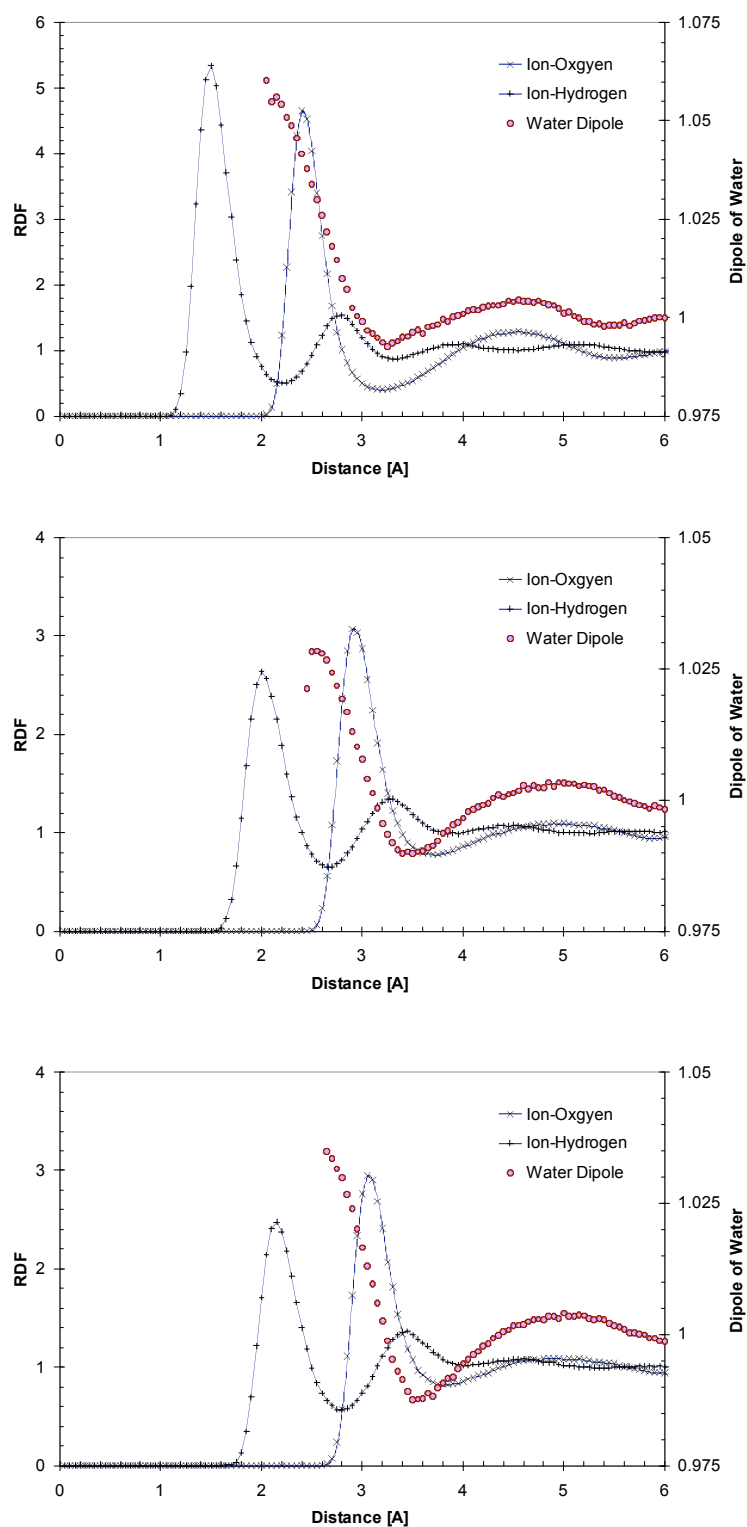 6
5
4
3
2
1
0
RDF
1.075
1.05
1.025
1
0.975
Dipole of Water
Ion-Oxgyen
Ion-Hydrogen
Water Dipole
0 1 2 3 4 5 6
Distance [A]
4
3
2
1
0
RDF
1.05
1.025
1
0.975
Dipole of Water
Ion-Oxgyen
Ion-Hydrogen
Water Dipole
0 1 2 3 4 5 6
Distance [A]
4
3
2
1
0
RDF
1.05
1.025
1
0.975
Dipole of Water
Ion-Oxgyen
Ion-Hydrogen
Water Dipole
0 1 2 3 4 5 6
Distance [A]